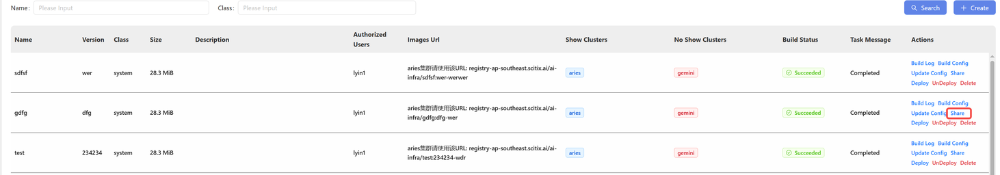 Name: Please Input Class: Please Input Search + Create
Name Version Class Size Description Authorized Users Images Url Show Clusters No Show Clusters Build Status Task Message Actions
sdfsf wer system 28.3 MiB lyin1 aries集群请使用该URL: registry-ap-southeast.scitix.ai/ai-infra/sdfsf:wer-werwer aries gemini Succeeded Completed
Build Log Build Config
Update Config Share
Deploy UnDeploy Delete
gdfg dfg system 28.3 MiB lyin1 aries集群请使用该URL: registry-ap-southeast.scitix.ai/ai-infra/gdfg:dfg-wer aries gemini Succeeded Completed
Build Log Build Config
Update Config Share
Deploy UnDeploy Delete
test 234234 system 28.3 MiB lyin1 aries集群请使用该URL: registry-ap-southeast.scitix.ai/ai-infra/test:234234-wdr aries gemini Succeeded Completed
Build Log Build Config
Update Config Share
Deploy UnDeploy Delete